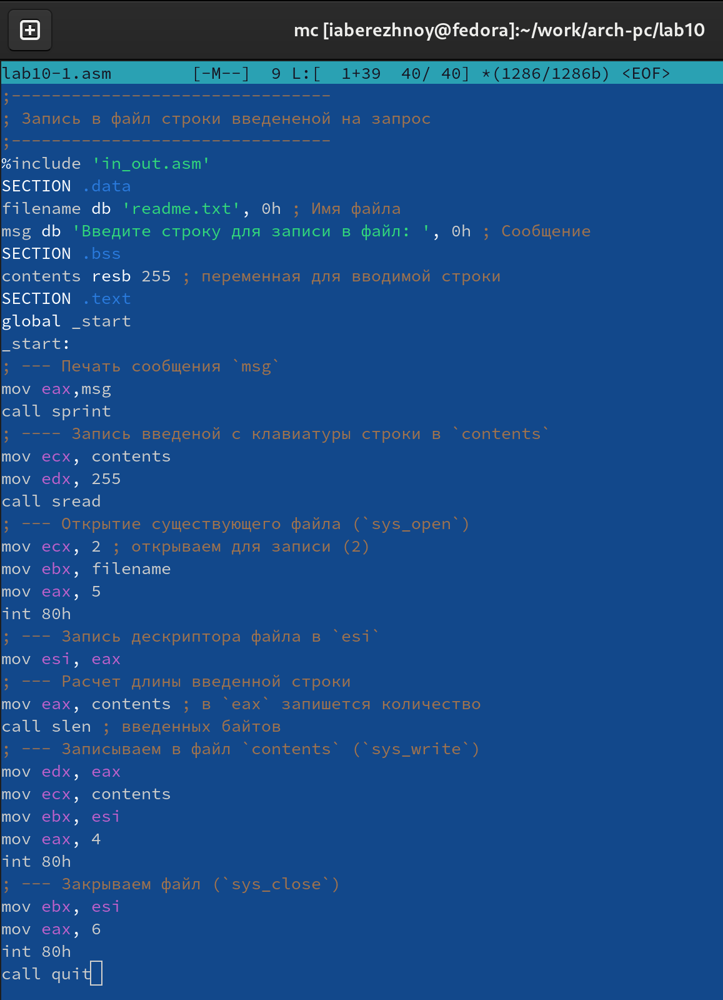 mc [iaberezhnoy@fedora]:~/work/arch-pc/lab10
lab10-1.asm        [-M--]  9 L:[  1+39  40/ 40] *(1286/1286b) <EOF>
;--------------------------------
; Запись в файл строки введененой на запрос
;--------------------------------
%include 'in_out.asm'
SECTION .data
filename db 'readme.txt', 0h ; Имя файла
msg db 'Введите строку для записи в файл: ', 0h ; Сообщение
SECTION .bss
contents resb 255 ; переменная для вводимой строки
SECTION .text
global _start
_start:
; --- Печать сообщения `msg`
mov eax,msg
call sprint
; ---- Запись введеной с клавиатуры строки в `contents`
mov ecx, contents
mov edx, 255
call sread
; --- Открытие существующего файла (`sys_open`)
mov ecx, 2 ; открываем для записи (2)
mov ebx, filename
mov eax, 5
int 80h
; --- Запись дескриптора файла в `esi`
mov esi, eax
; --- Расчет длины введенной строки
mov eax, contents ; в `eax` запишется количество
call slen ; введенных байтов
; --- Записываем в файл `contents` (`sys_write`)
mov edx, eax
mov ecx, contents
mov ebx, esi
mov eax, 4
int 80h
; --- Закрываем файл (`sys_close`)
mov ebx, esi
mov eax, 6
int 80h
call quit